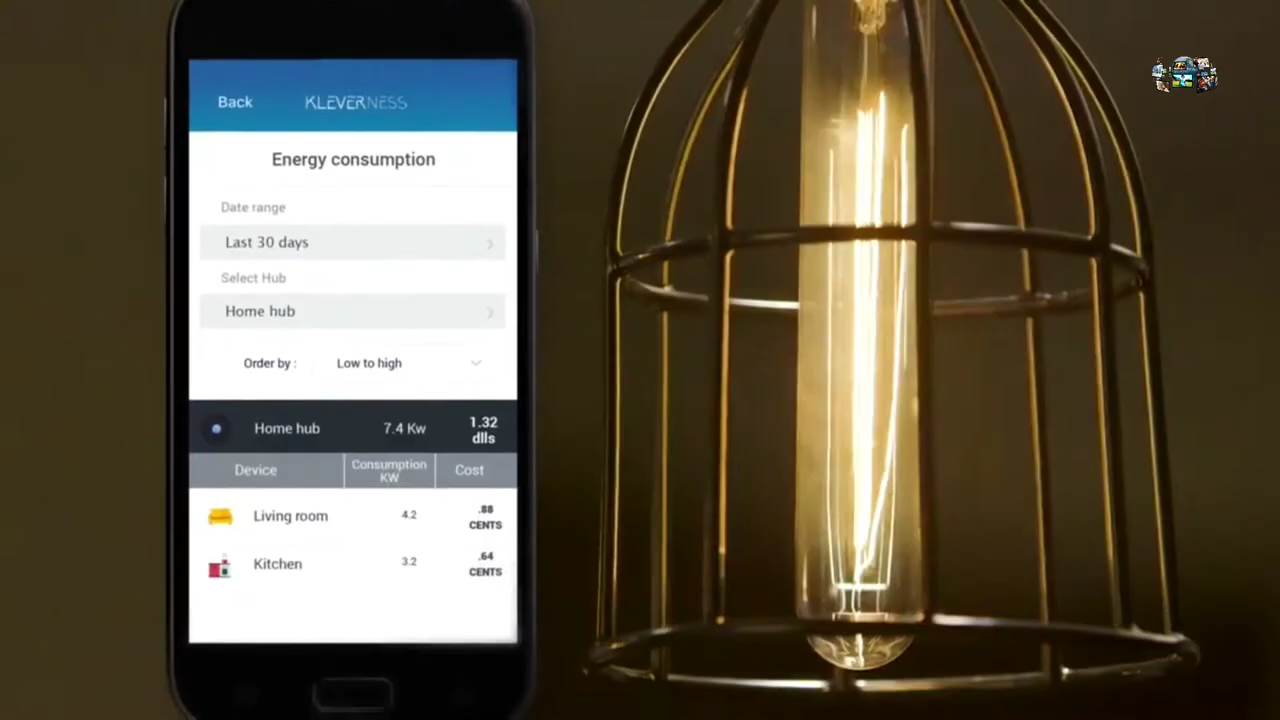 Back
KLEVERNESS
Energy consumption
Date range
Last 30 days
Select Hub
Home hub
Order by :
Low to high
Home hub
7.4 Kw
1.32
dlls
Device
Consumption
KW
Cost
Living room
4.2
.88
CENTS
Kitchen
3.2
.64
CENTS